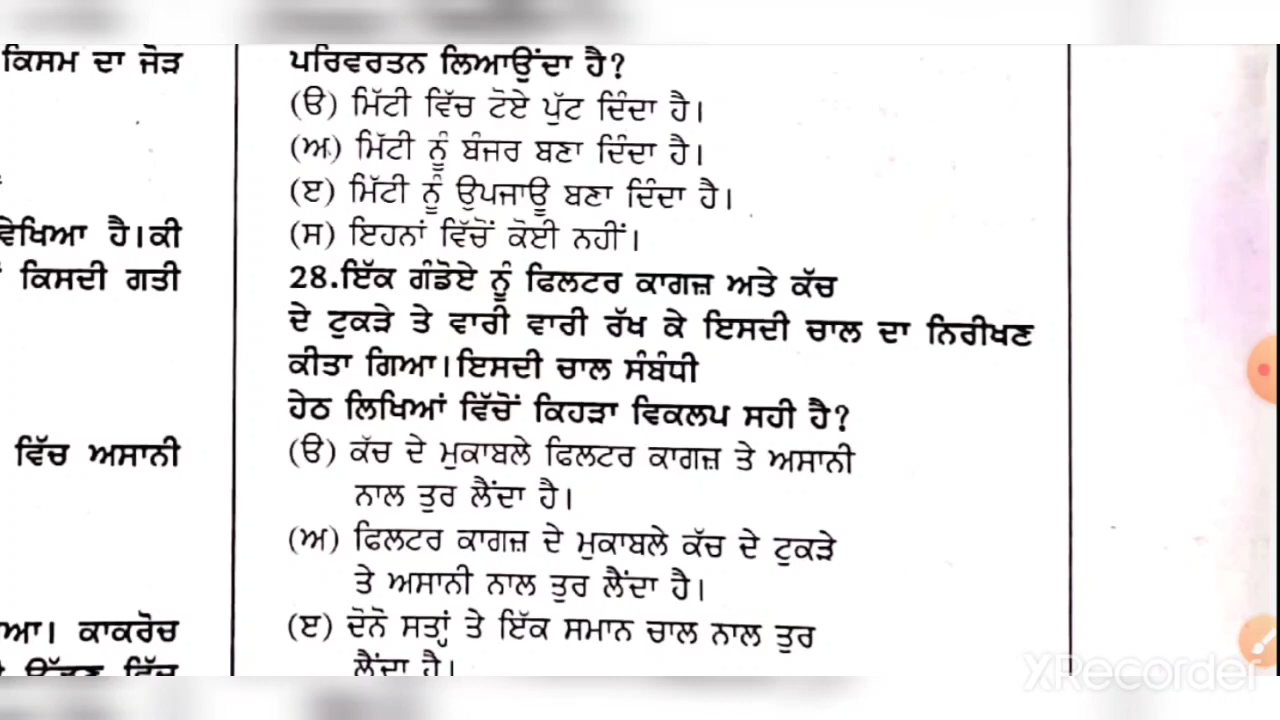 ਕਿਸਮ ਦਾ ਜੋੜ
ਵੇਖਿਆ ਹੈ।ਕੀ
ਕਿਸਦੀ ਗਤੀ
ਵਿੱਚ ਅਸਾਨੀ
ਕਾਕਰੋਚ
ਪਰਿਵਰਤਨ ਲਿਆਉਂਦਾ ਹੈ?
(ੳ) ਮਿੱਟੀ ਵਿੱਚ ਟੋਏ ਪੁੱਟ ਦਿੰਦਾ ਹੈ।
(ਅ) ਮਿੱਟੀ ਨੂੰ ਬੰਜਰ ਬਣਾ ਦਿੰਦਾ ਹੈ।
(ੲ) ਮਿੱਟੀ ਨੂੰ ਉਪਜਾਊ ਬਣਾ ਦਿੰਦਾ ਹੈ।
(ਸ) ਇਹਨਾਂ ਵਿੱਚੋਂ ਕੋਈ ਨਹੀਂ।
28.ਇੱਕ ਗੰਡੋਏ ਨੂੰ ਫਿਲਟਰ ਕਾਗਜ਼ ਅਤੇ ਕੱਚ
ਦੇ ਟੁਕੜੇ ਤੇ ਵਾਰੀ ਵਾਰੀ ਰੱਖ ਕੇ ਇਸਦੀ ਚਾਲ ਦਾ ਨਿਰੀਖਣ
ਕੀਤਾ ਗਿਆ।ਇਸਦੀ ਚਾਲ ਸੰਬੰਧੀ
ਹੇਠ ਲਿਖਿਆਂ ਵਿੱਚੋਂ ਕਿਹੜਾ ਵਿਕਲਪ ਸਹੀ ਹੈ?
(ੳ) ਕੱਚ ਦੇ ਮੁਕਾਬਲੇ ਫਿਲਟਰ ਕਾਗਜ਼ ਤੇ ਅਸਾਨੀ
ਨਾਲ ਤੁਰ ਲੈਂਦਾ ਹੈ।
(ਅ) ਫਿਲਟਰ ਕਾਗਜ਼ ਦੇ ਮੁਕਾਬਲੇ ਕੱਚ ਦੇ ਟੁਕੜੇ
ਤੇ ਅਸਾਨੀ ਨਾਲ ਤੁਰ ਲੈਂਦਾ ਹੈ।
(ੲ) ਦੋਨੋ ਸਤ੍ਹਾਂ ਤੇ ਇੱਕ ਸਮਾਨ ਚਾਲ ਨਾਲ ਤੁਰ
ਲੈਂਦਾ ਹੈ।
XRecorder